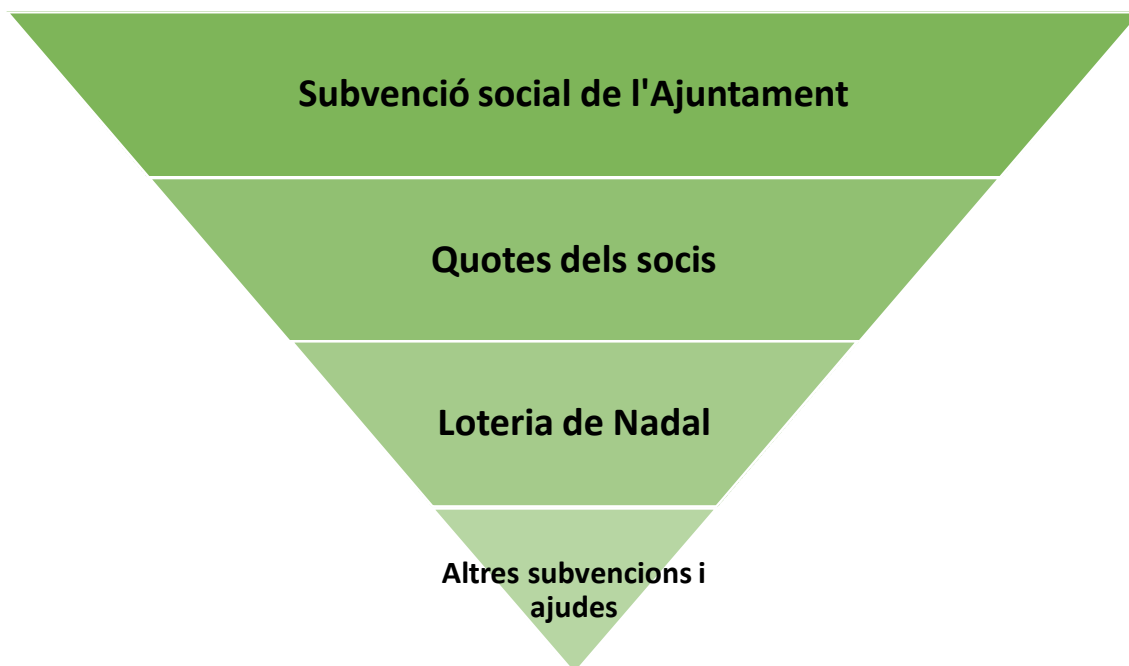 Subvenció social de l'Ajuntament
Quotes dels socis
Loteria de Nadal
Altres subvencions i
ajudes